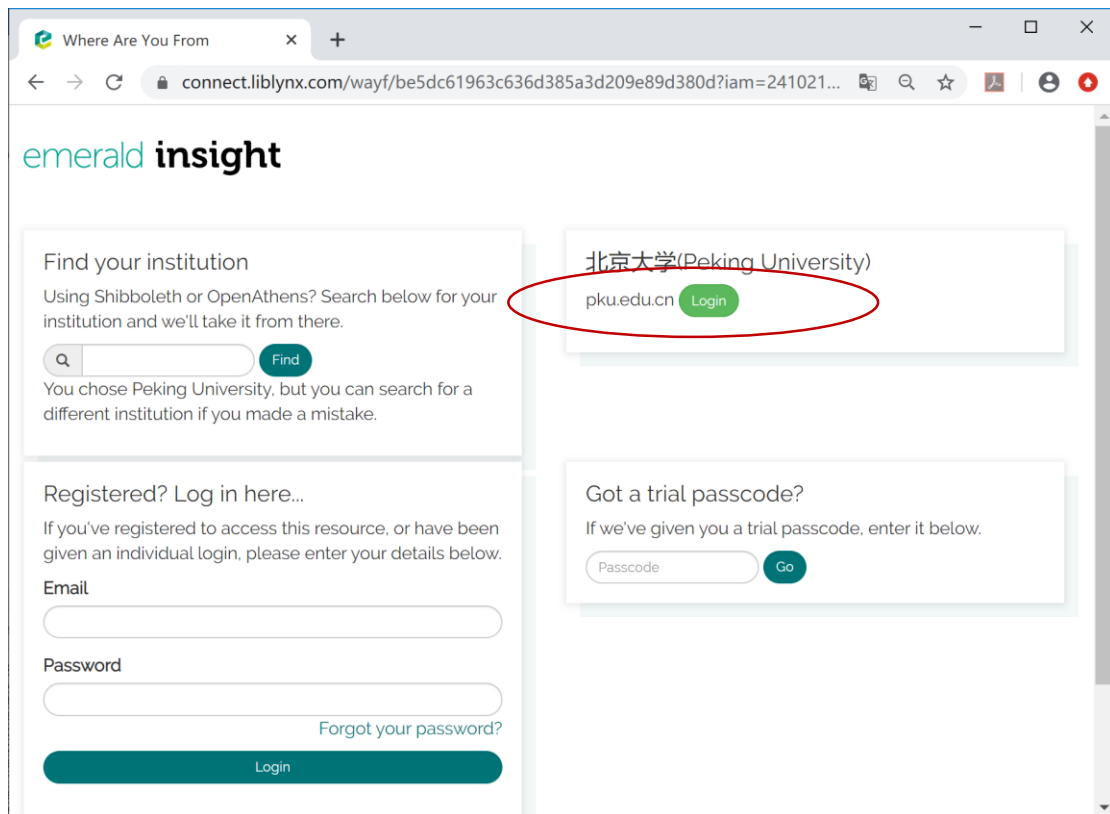 Where Are You From
connect.liblynx.com/wayf/be5dc61963c636d385a3d209e89d380d?iam=241021...
emerald insight
Find your institution
Using Shibboleth or OpenAthens? Search below for your
institution and we'll take it from there.
Find
You chose Peking University, but you can search for a
different institution if you made a mistake.
北京大学(Peking University)
pku.edu.cn Login
Registered? Log in here...
If you've registered to access this resource, or have been
given an individual login, please enter your details below.
Email
Password
Forgot your password?
Login
Got a trial passcode?
If we've given you a trial passcode, enter it below.
Passcode Go